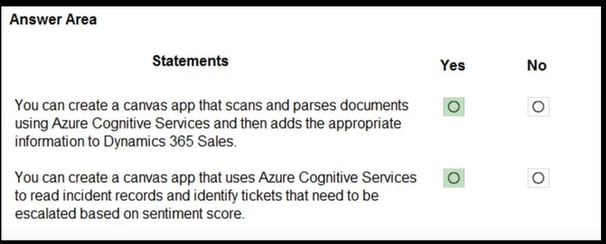 Answer Area
Statements Yes No
You can create a canvas app that scans and parses documents
using Azure Cognitive Services and then adds the appropriate
information to Dynamics 365 Sales.
You can create a canvas app that uses Azure Cognitive Services
to read incident records and identify tickets that need to be
escalated based on sentiment score.